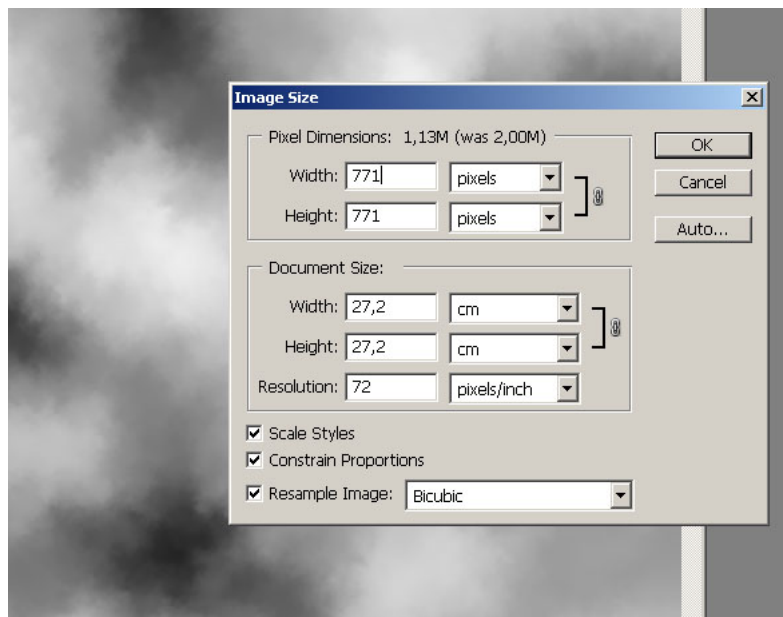 Image Size
Pixel Dimensions: 1,13M (was 2,00M)
Width: 771 pixels
Height: 771 pixels
Document Size:
Width: 27,2 cm
Height: 27,2 cm
Resolution: 72 pixels/inch
Scale Styles
Constrain Proportions
Resample Image: Bicubic
OK
Cancel
Auto...